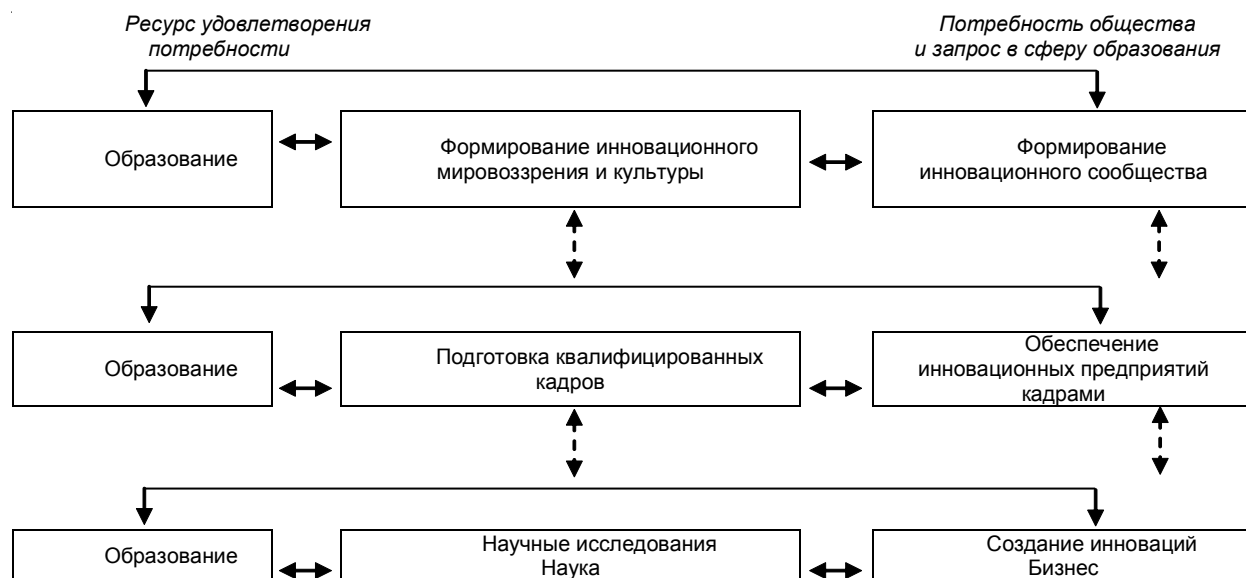 Ресурс удовлетворения
потребности
Потребность общества
и запрос в сферу образования
Образование
Формирование инновационного
мировоззрения и культуры
Формирование
инновационного сообщества
Образование
Подготовка квалифицированных
кадров
Обеспечение
инновационных предприятий
кадрами
Образование
Научные исследования
Наука
Создание инноваций
Бизнес